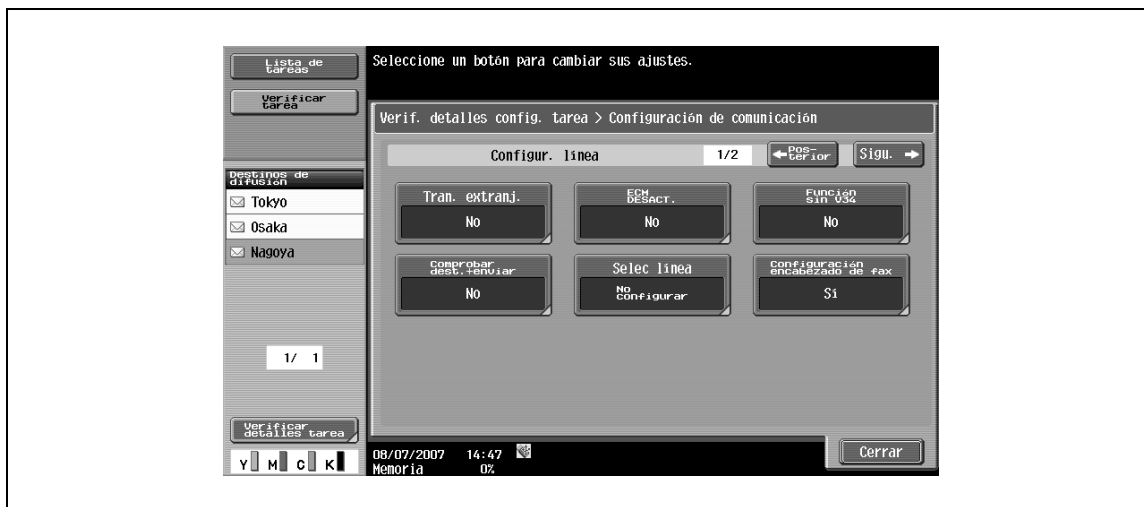 Lista de
tareas
Verificar
tarea
Destinos de
difusión
Tokyo
Osaka
Nagoya
1/ 1
Verificar
detalles tarea
Y M C K
Seleccione un botón para cambiar sus ajustes.
Verif. detalles config. tarea > Configuración de comunicación
Configur. línea
1/2
←Pos-
terior
Sigu. →
Tran. extranj.
No
ECM
DESACT.
No
Función
sin V34
No
Comprobar
dest.+enviar
No
Selec línea
No
configurar
Configuración
encabezado de fax
Sí
08/07/2007 14:47
Memoria 0%
Cerrar